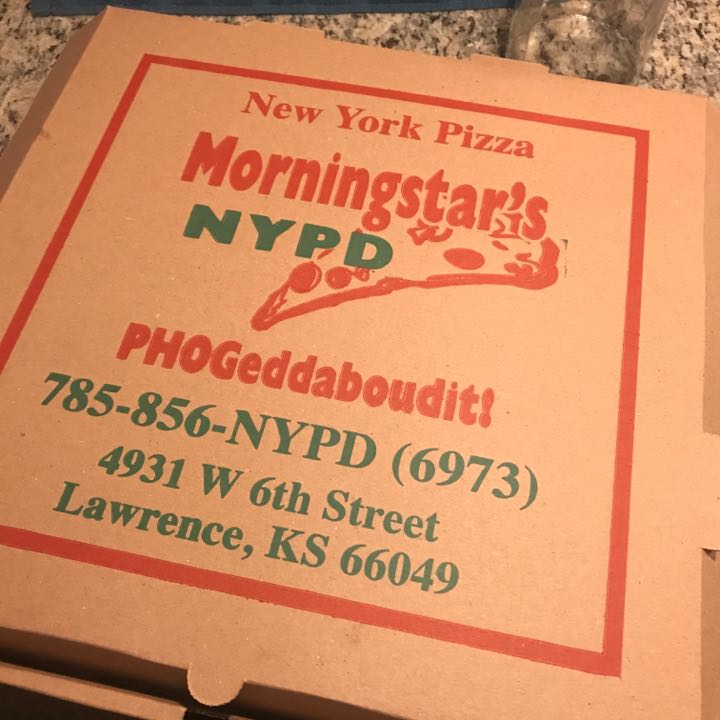 New York Pizza
Morningstar's
NYPD
PHOGeddaboudit!
785-856-NYPD (6973)
4931 W 6th Street
Lawrence, KS 66049